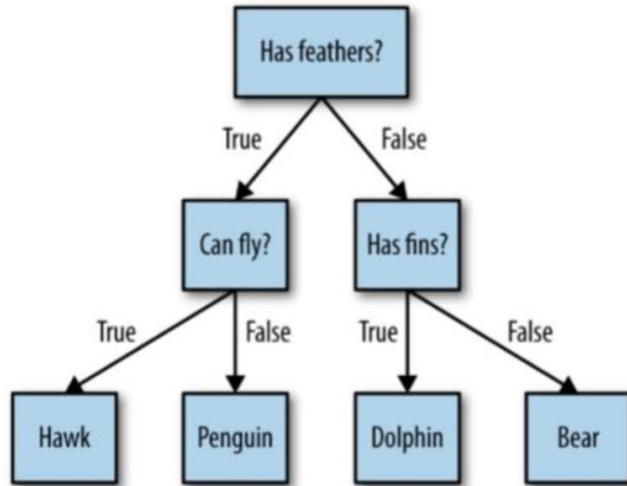 Has feathers?
True
False
Can fly?
Has fins?
True
False
True
False
Hawk
Penguin
Dolphin
Bear